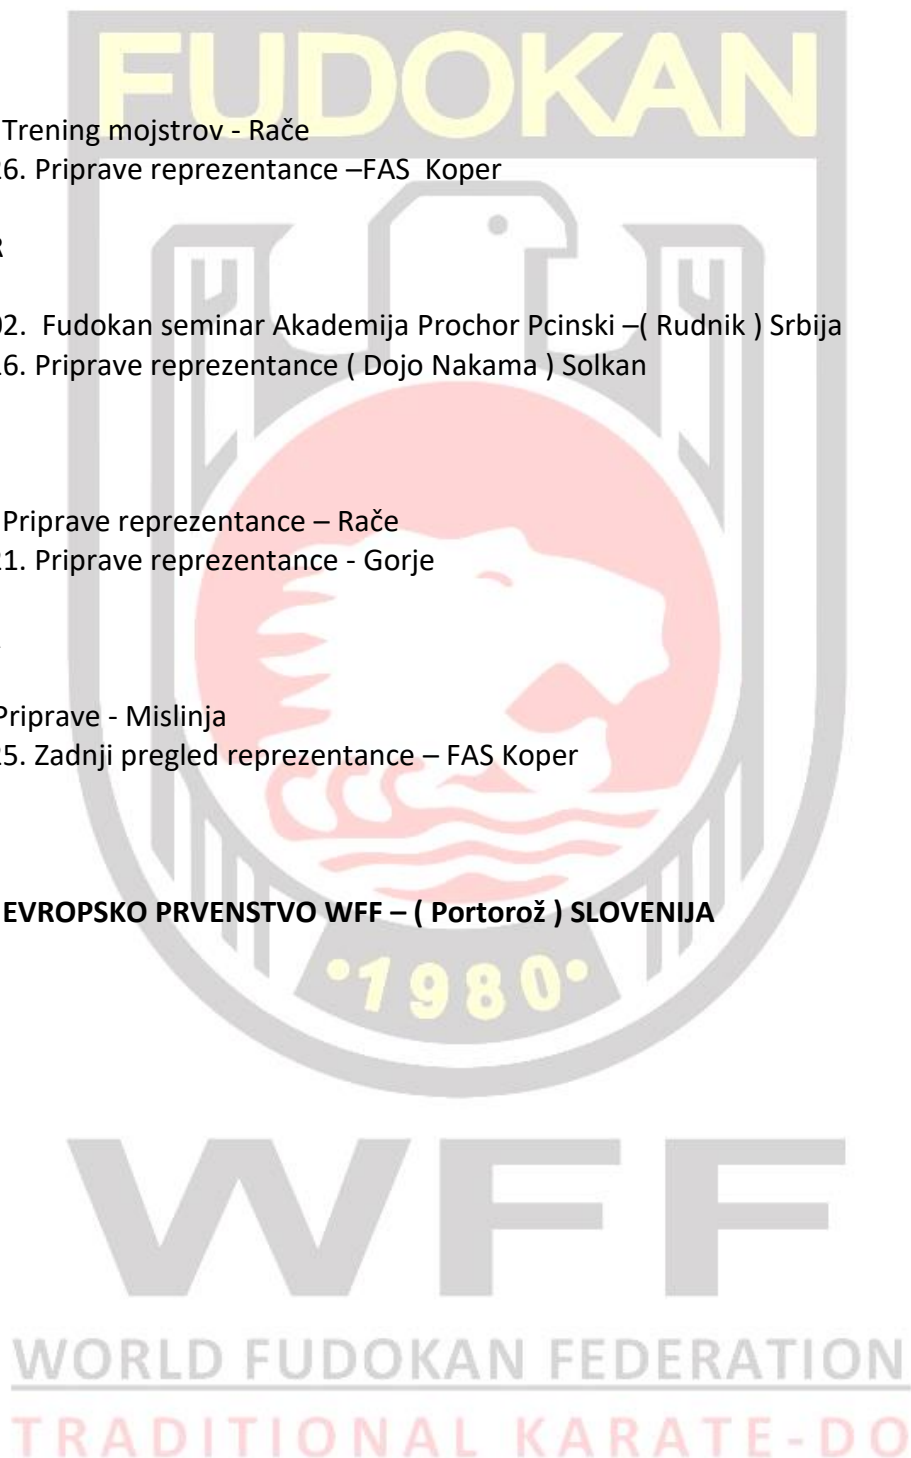 FUDOKAN
Trening mojstrov - Rače
26. Priprave reprezentance –FAS Koper
R
02. Fudokan seminar Akademija Prochor Pcinski –( Rudnik ) Srbija
16. Priprave reprezentance ( Dojo Nakama ) Solkan
Priprave reprezentance – Rače
21. Priprave reprezentance - Gorje
Priprave - Mislinja
25. Zadnji pregled reprezentance – FAS Koper
EVROPSKO PRVENSTVO WFF – ( Portorož ) SLOVENIJA
•1980•
WFF
WORLD FUDOKAN FEDERATION
TRADITIONAL KARATE-DO